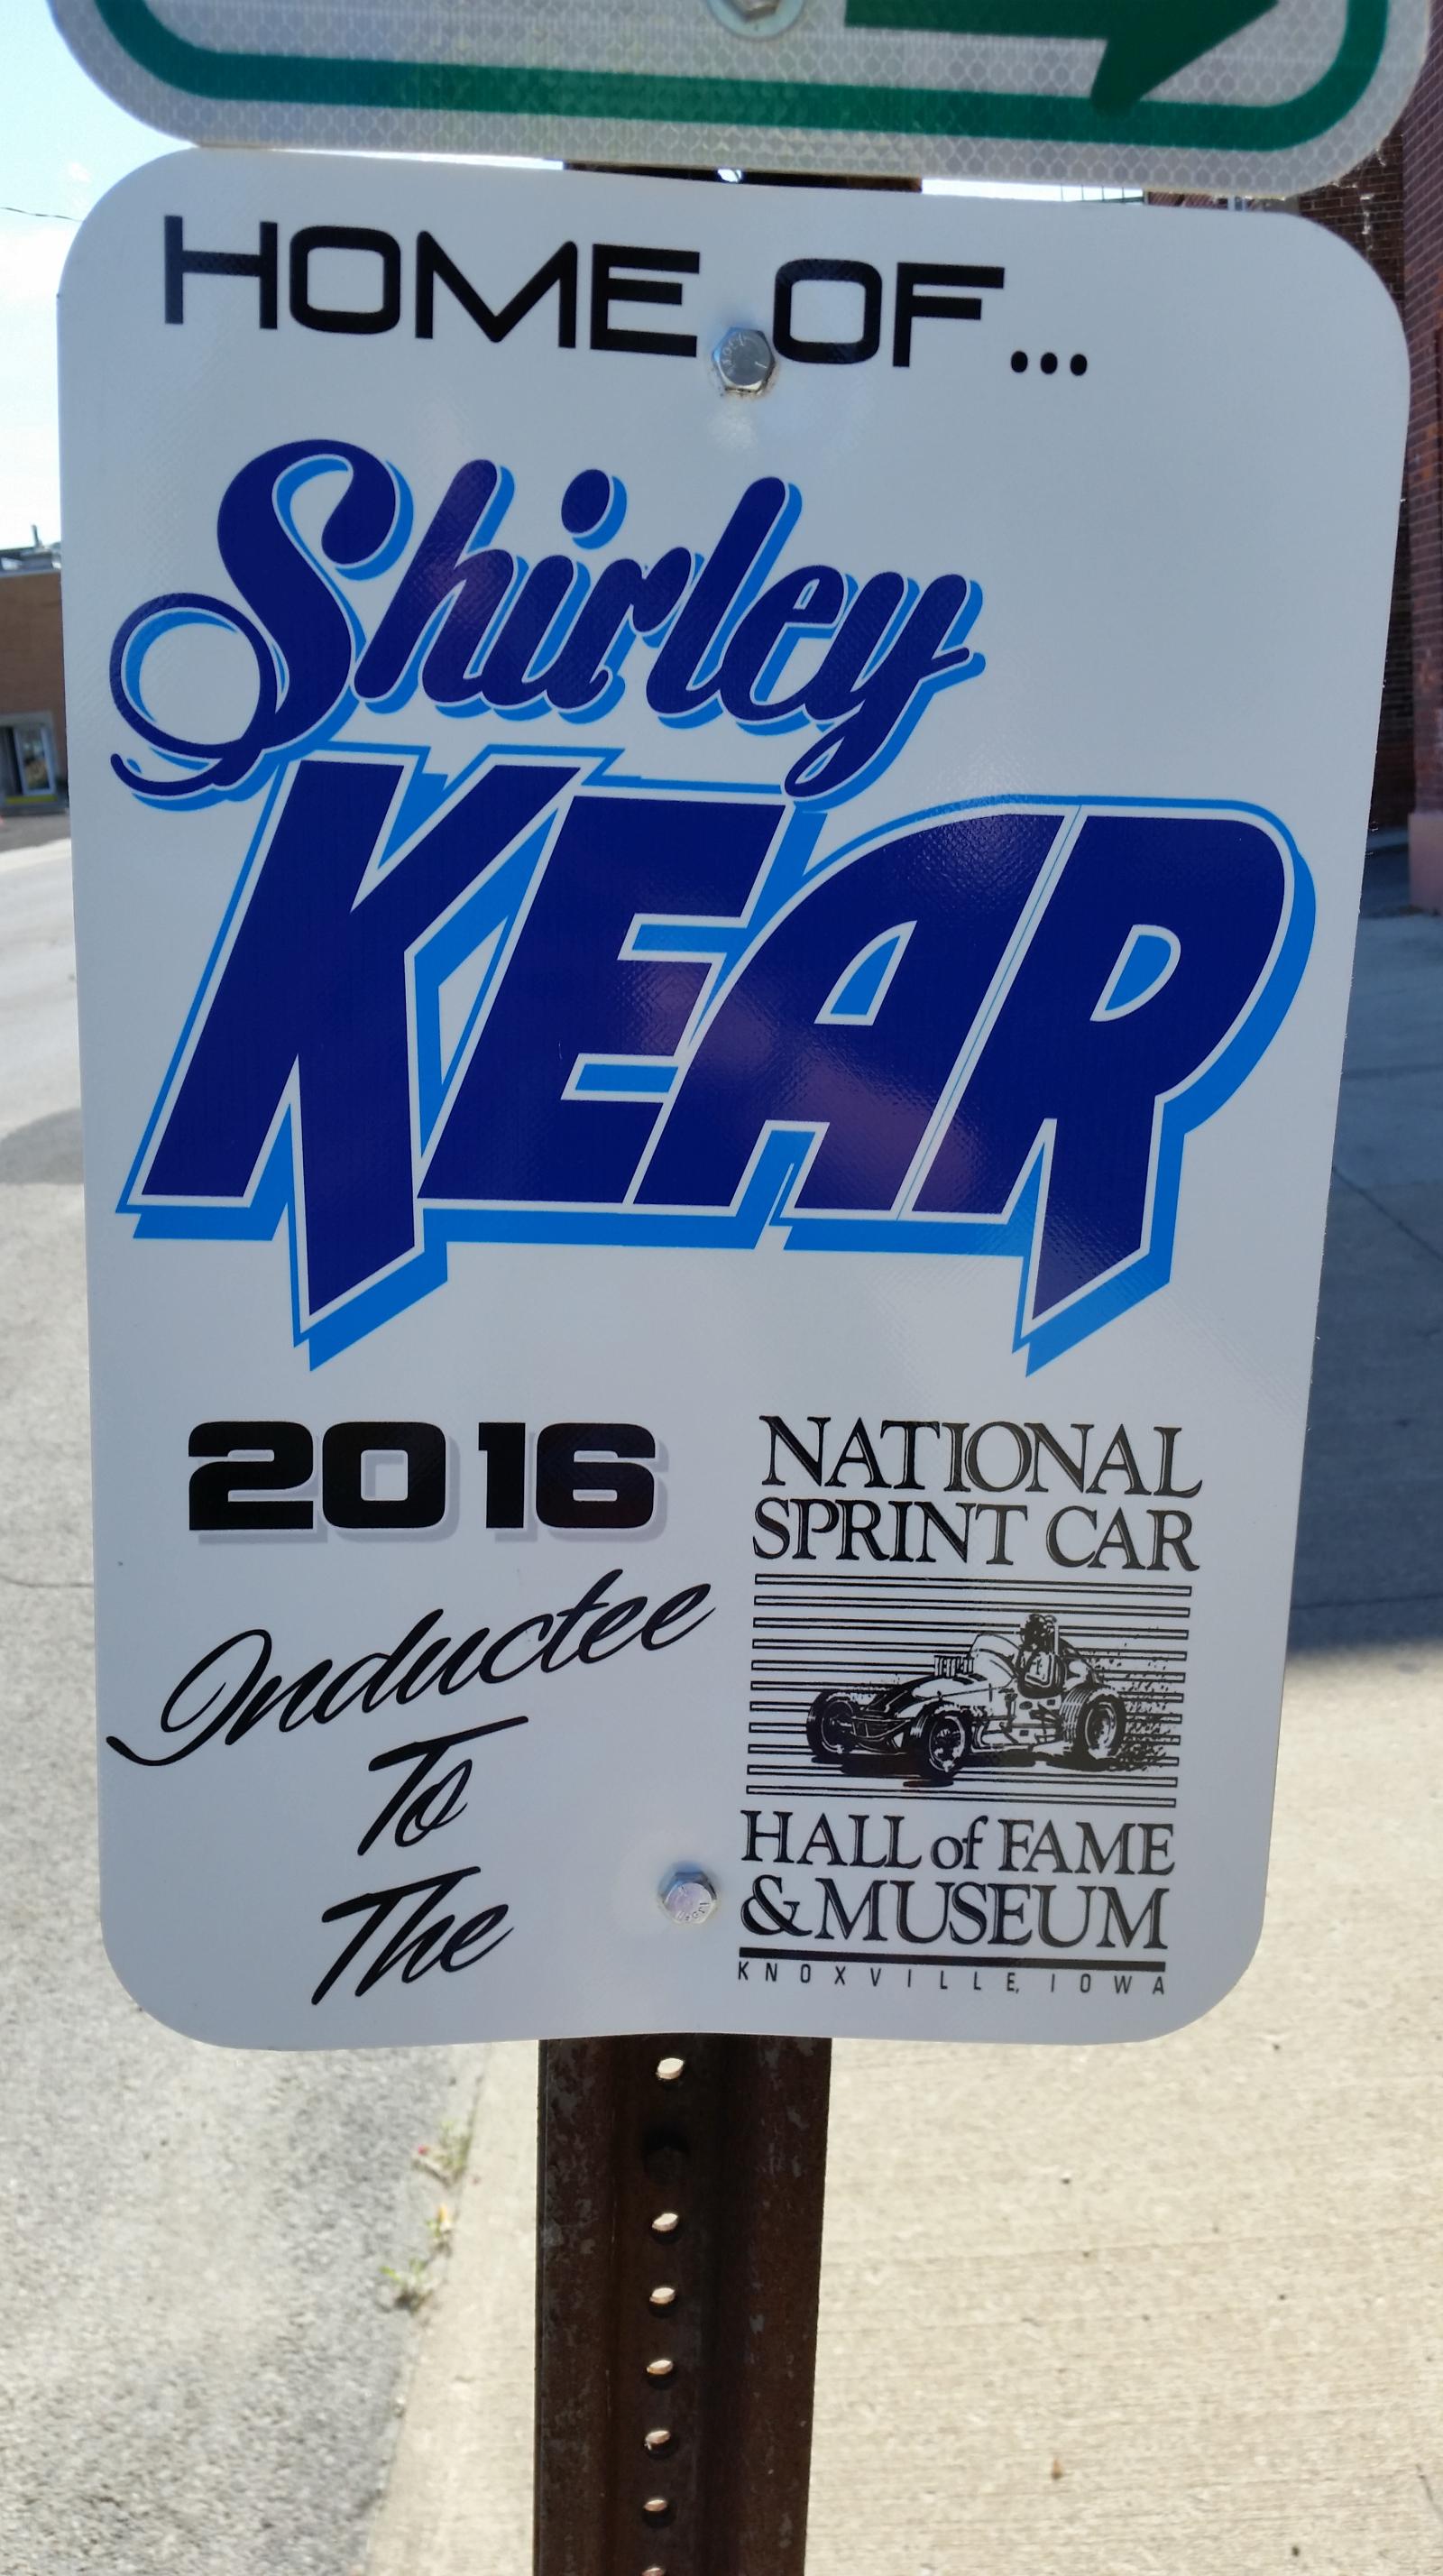 HOME OF...
Shirley
KEAR
2016
Inductee
To
The
NATIONAL
SPRINT CAR
HALL of FAME
& MUSEUM
KNOXVILLE, IOWA